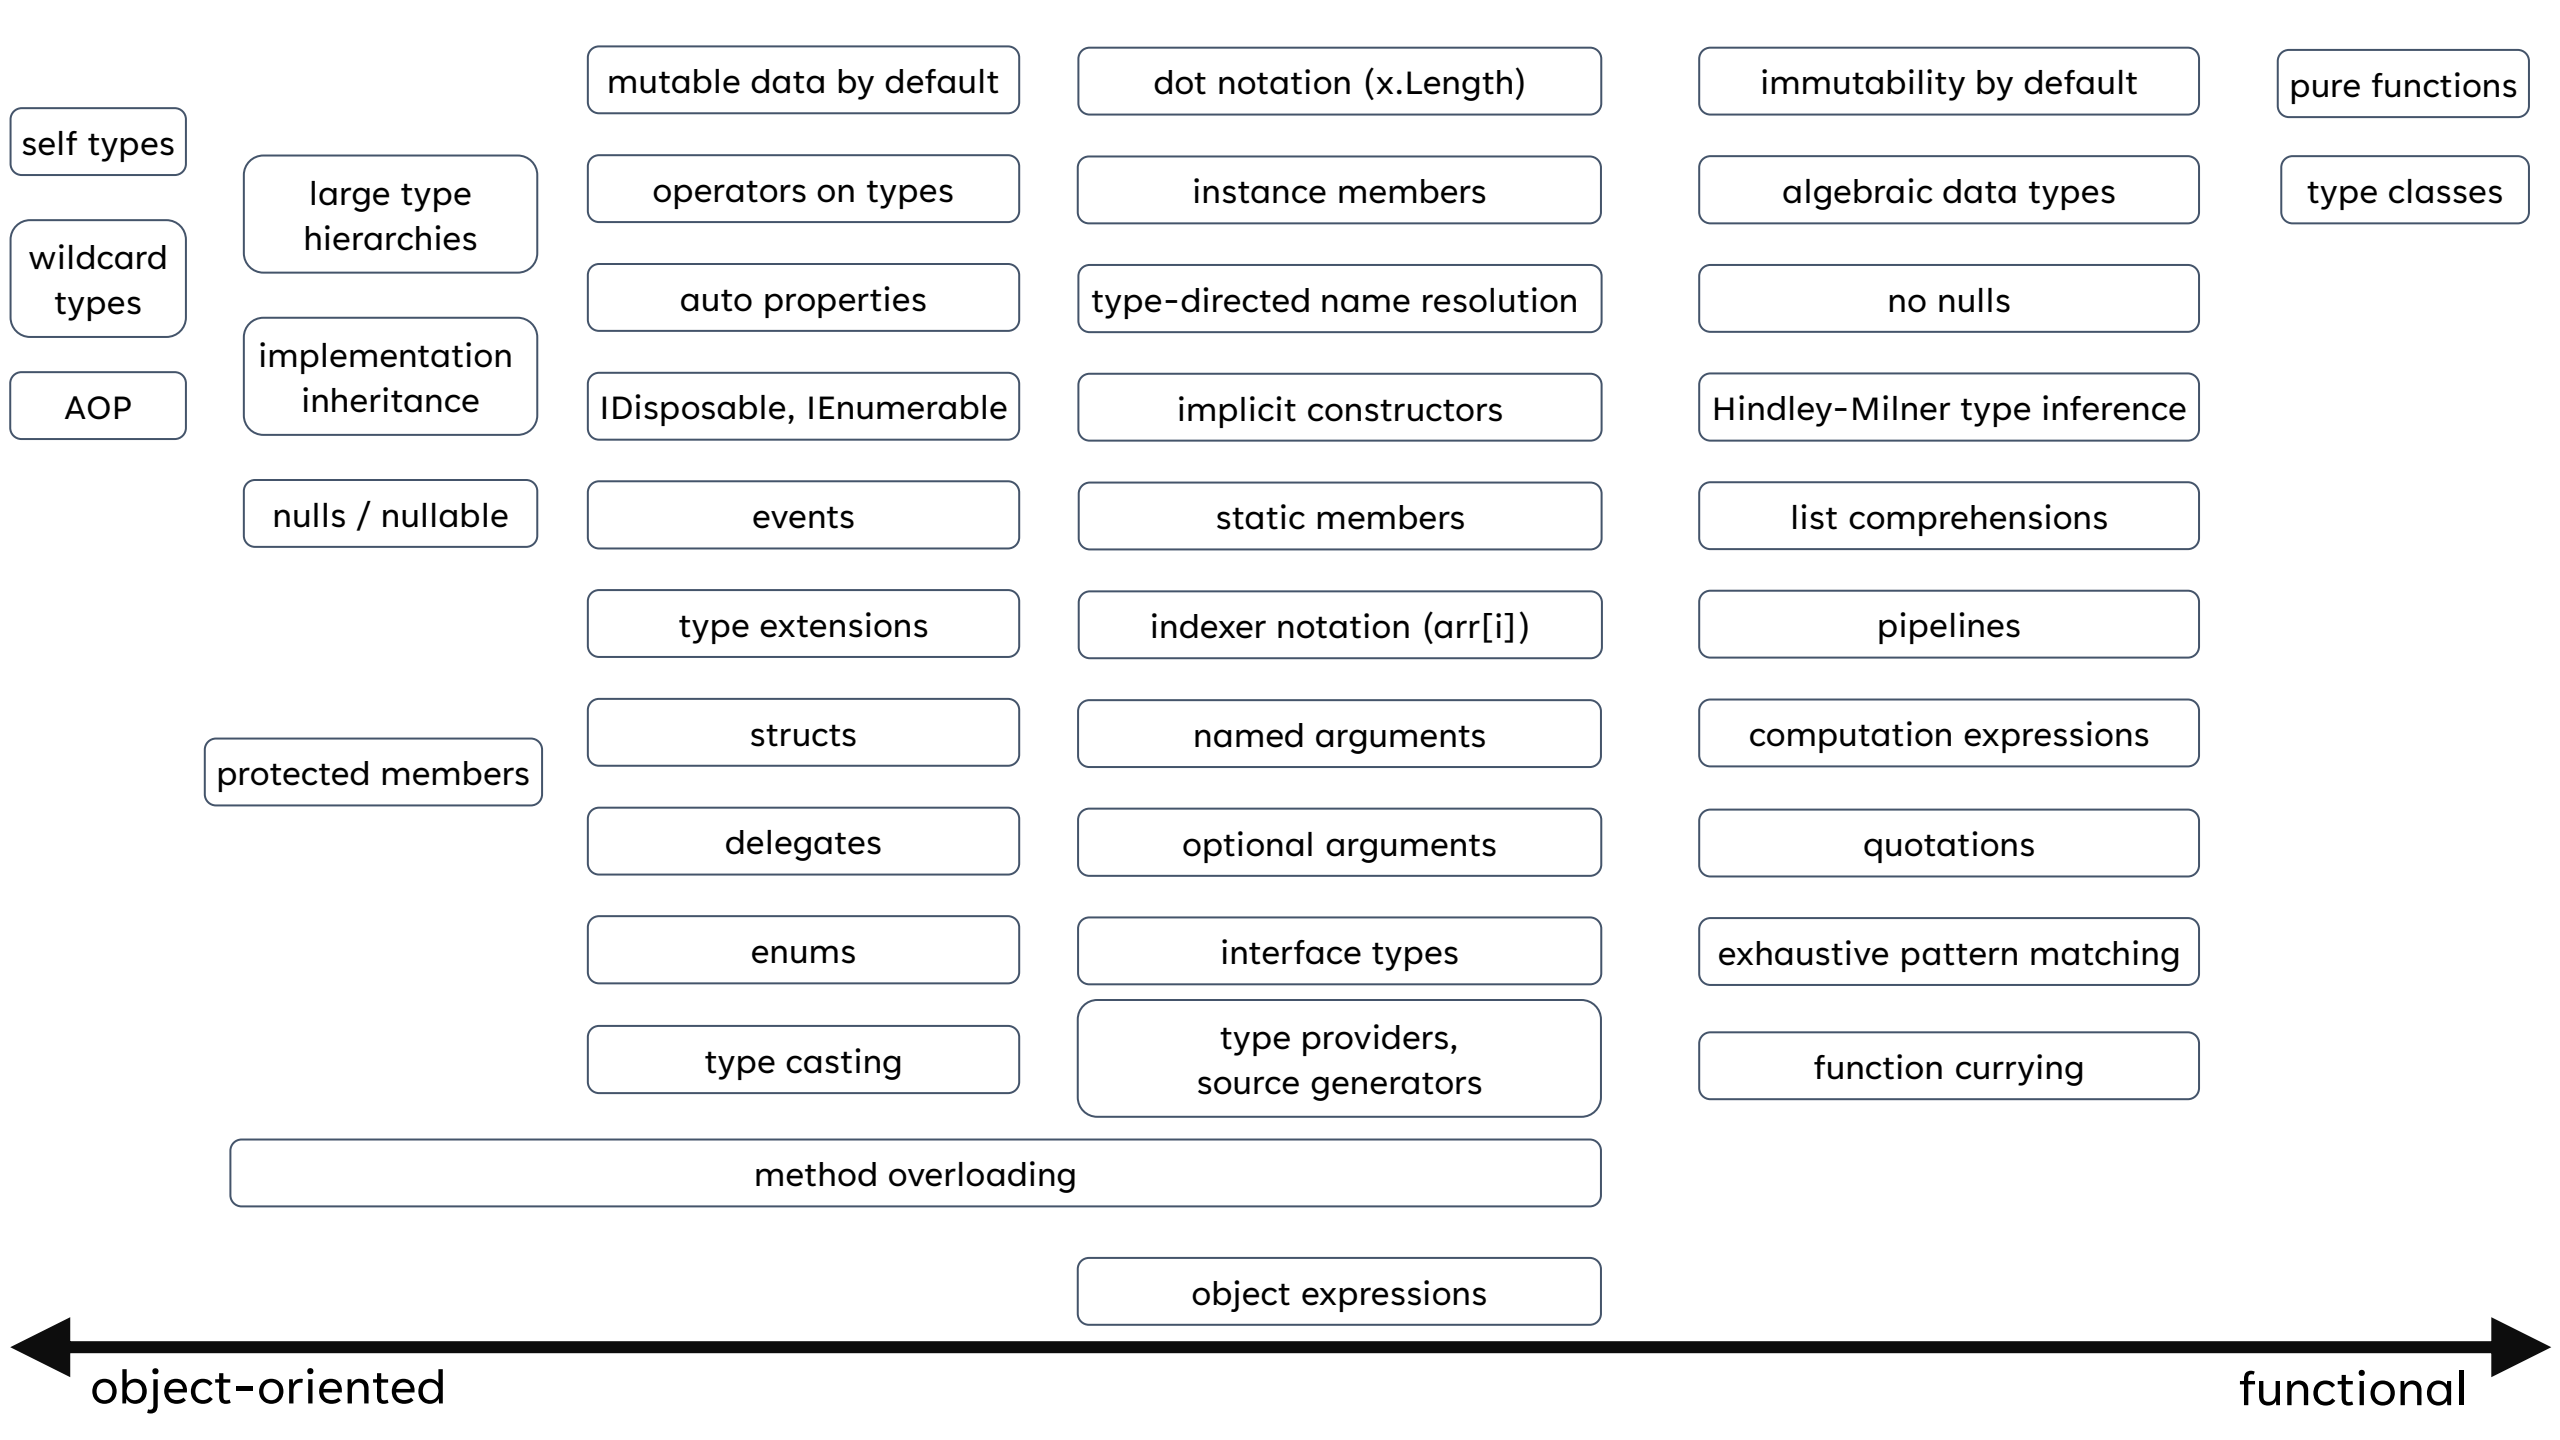 self types
wildcard
types
AOP
large type
hierarchies
implementation
inheritance
nulls / nullable
protected members
mutable data by default
operators on types
auto properties
IDisposable, IEnumerable
events
type extensions
structs
delegates
enums
type casting
dot notation (x.Length)
instance members
type-directed name resolution
implicit constructors
static members
indexer notation (arr[i])
named arguments
optional arguments
interface types
type providers,
source generators
method overloading
object expressions
immutability by default
algebraic data types
no nulls
Hindley-Milner type inference
list comprehensions
pipelines
computation expressions
quotations
exhaustive pattern matching
function currying
pure functions
type classes
object-oriented
functional